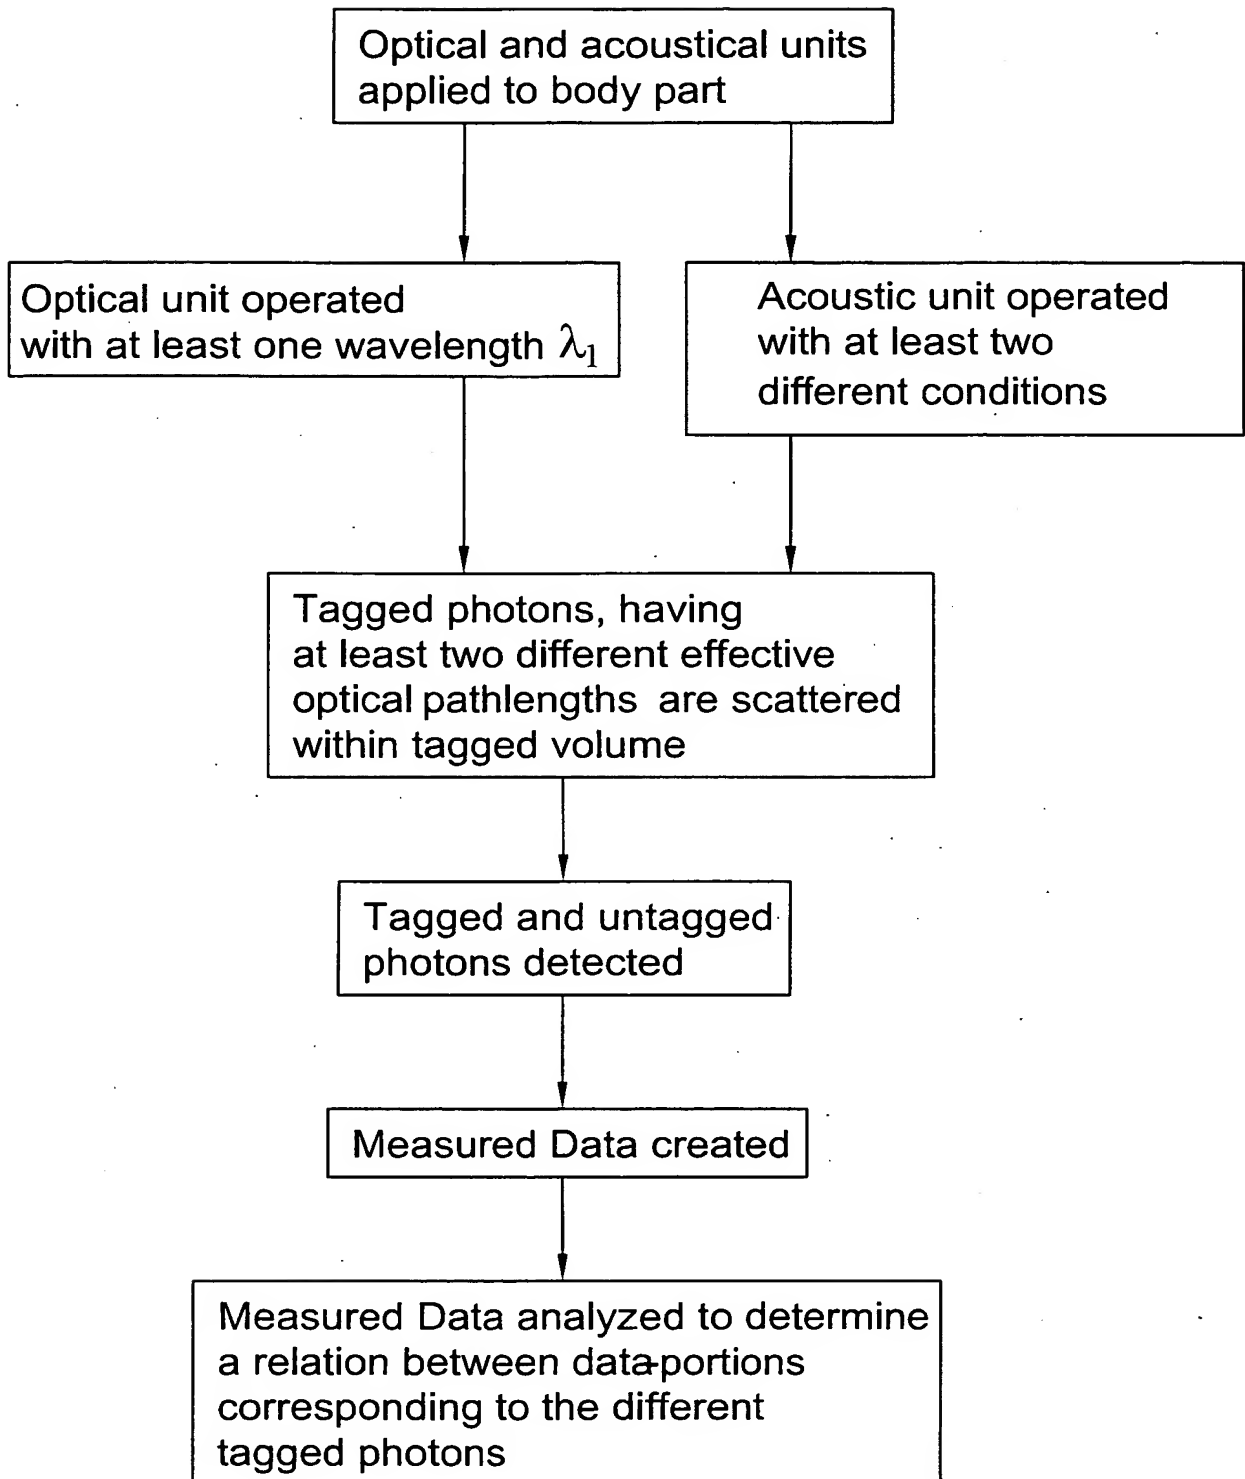 Optical and acoustical units
applied to body part
Optical unit operated
with at least one wavelength λ₁
Acoustic unit operated
with at least two
different conditions
Tagged photons, having
at least two different effective
optical pathlengths are scattered
within tagged volume
Tagged and untagged
photons detected
Measured Data created
Measured Data analyzed to determine
a relation between data-portions
corresponding to the different
tagged photons